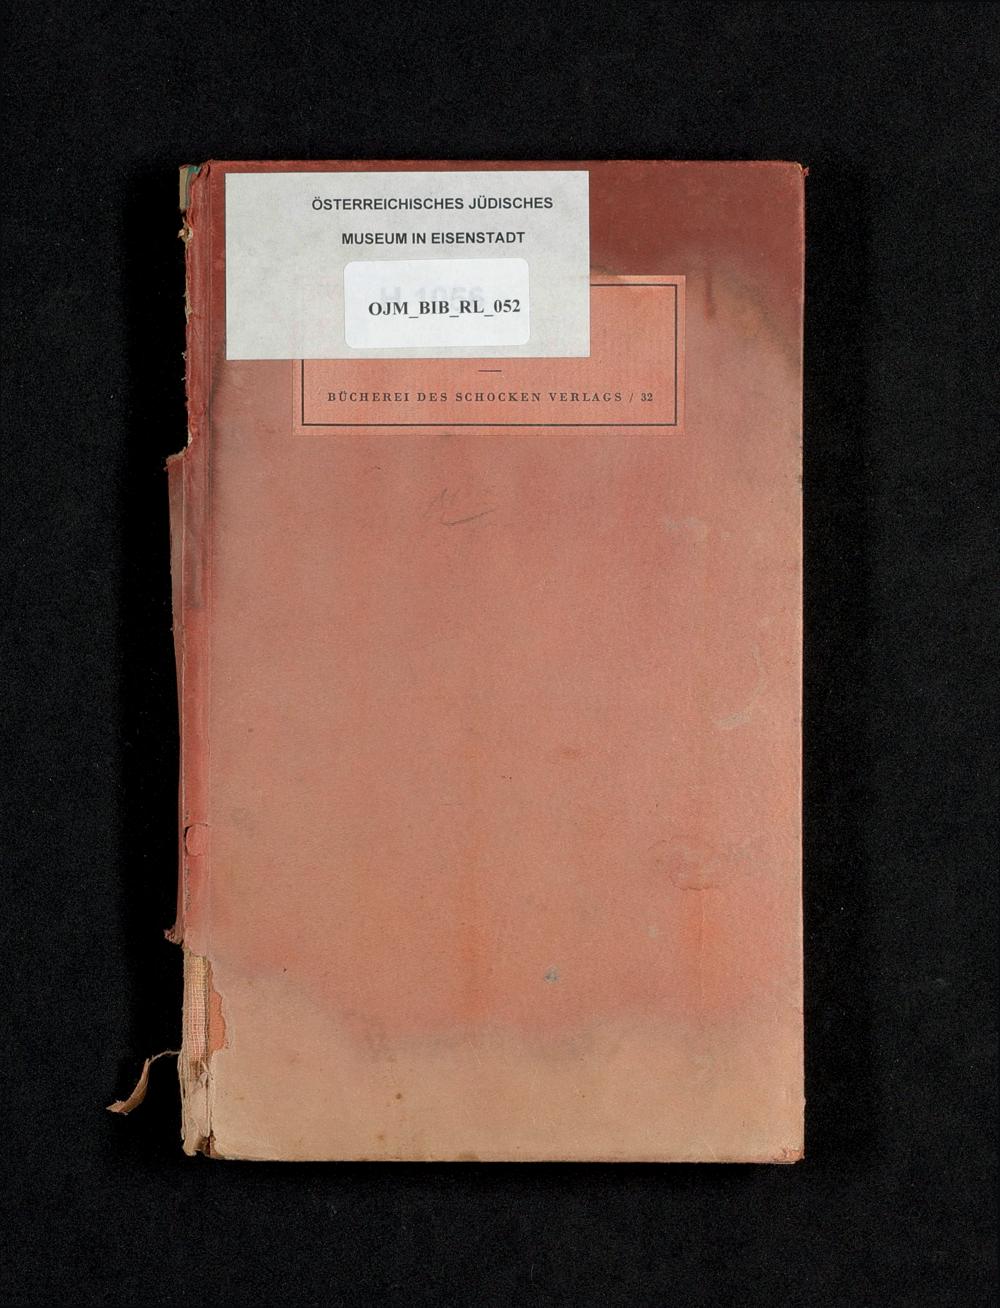 ÖSTERREICHISCHES JÜDISCHES
MUSEUM IN EISENSTADT
OJM_BIB_RL_052
BÜCHEREI DES SCHOCKEN VERLAGS / 32